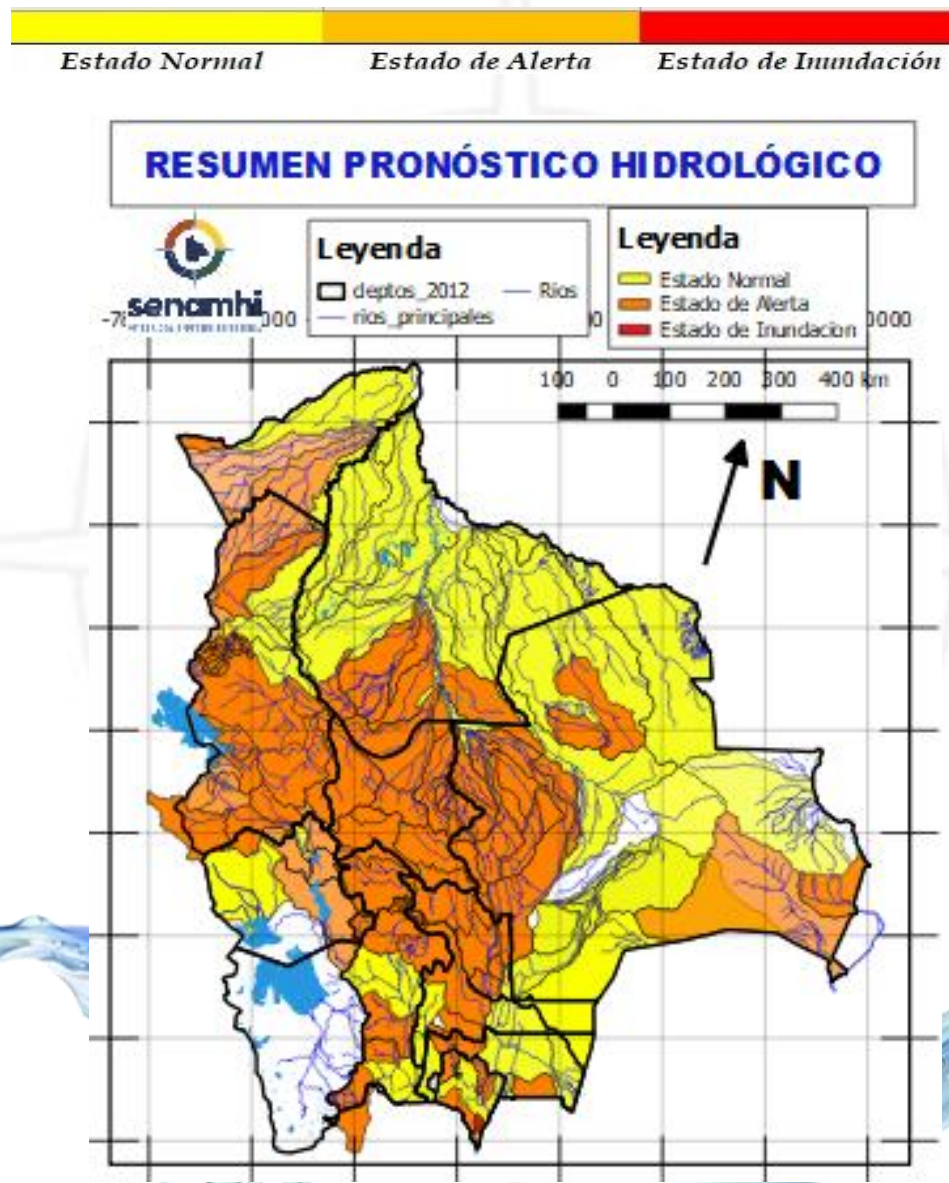 Estado Normal Estado de Alerta Estado de Inundación
RESUMEN PRONÓSTICO HIDROLÓGICO
senamhi
Leyenda
deptos_2012 Rios
rios_principales
Leyenda
Estado Normal
Estado de Alerta
Estado de Inundacion
100 0 100 200 300 400 km
N